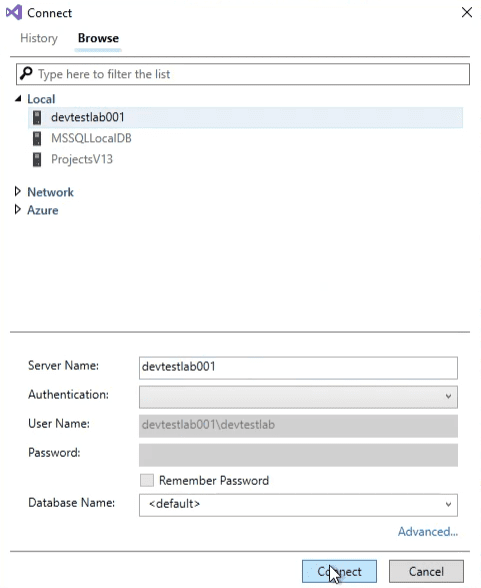 Connect
History Browse
Type here to filter the list
Local
devtestlab001
MSSQLLocalDB
ProjectsV13
Network
Azure
Server Name: devtestlab001
Authentication:
User Name: devtestlab001\devtestlab
Password:
Remember Password
Database Name: <default>
Advanced...
Connect Cancel